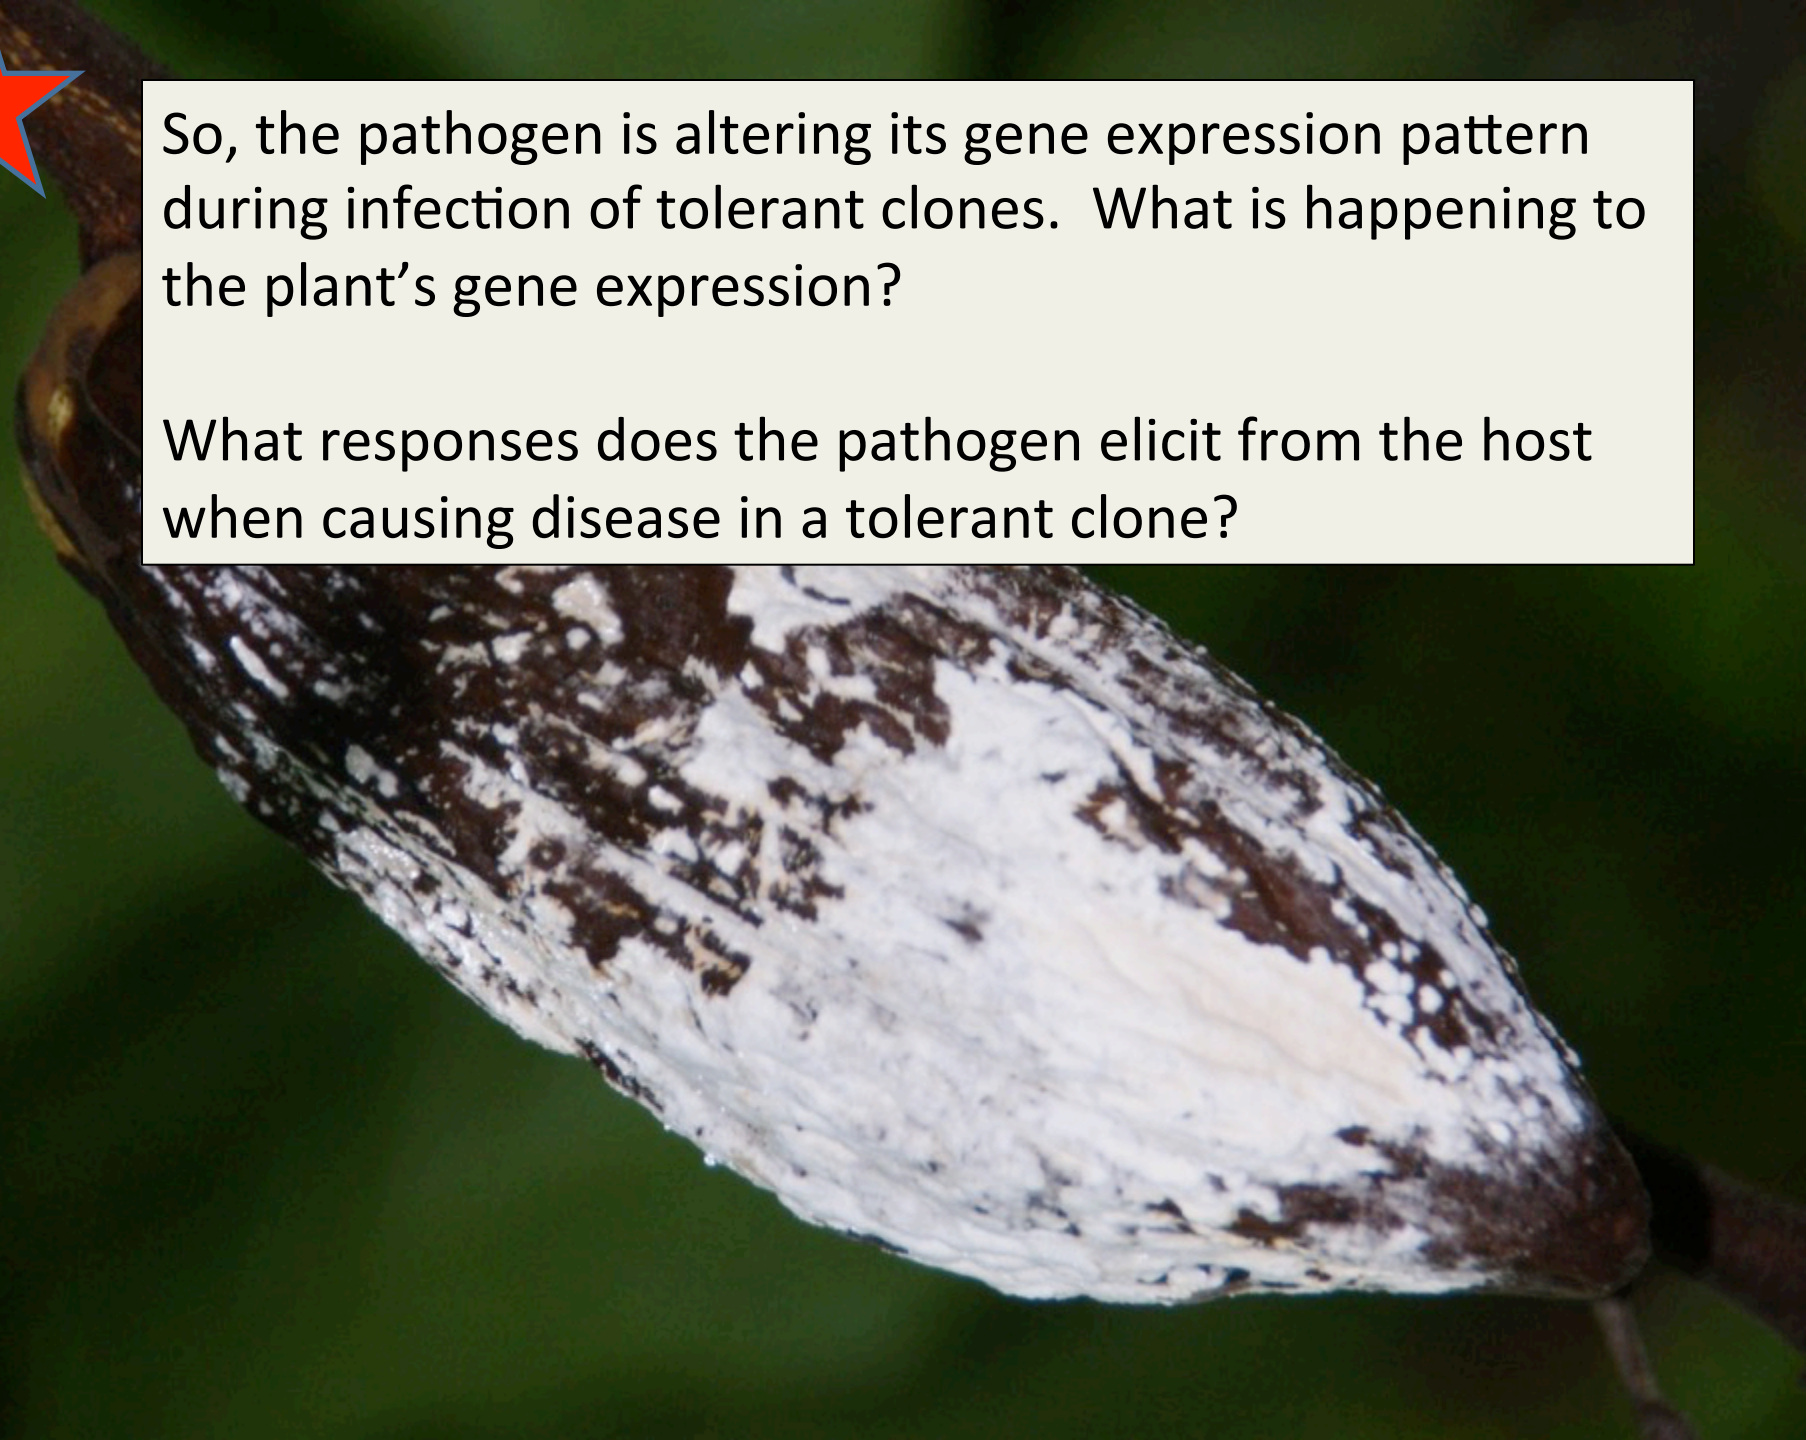 So, the pathogen is altering its gene expression pattern
during infection of tolerant clones.  What is happening to
the plant’s gene expression?
What responses does the pathogen elicit from the host
when causing disease in a tolerant clone?